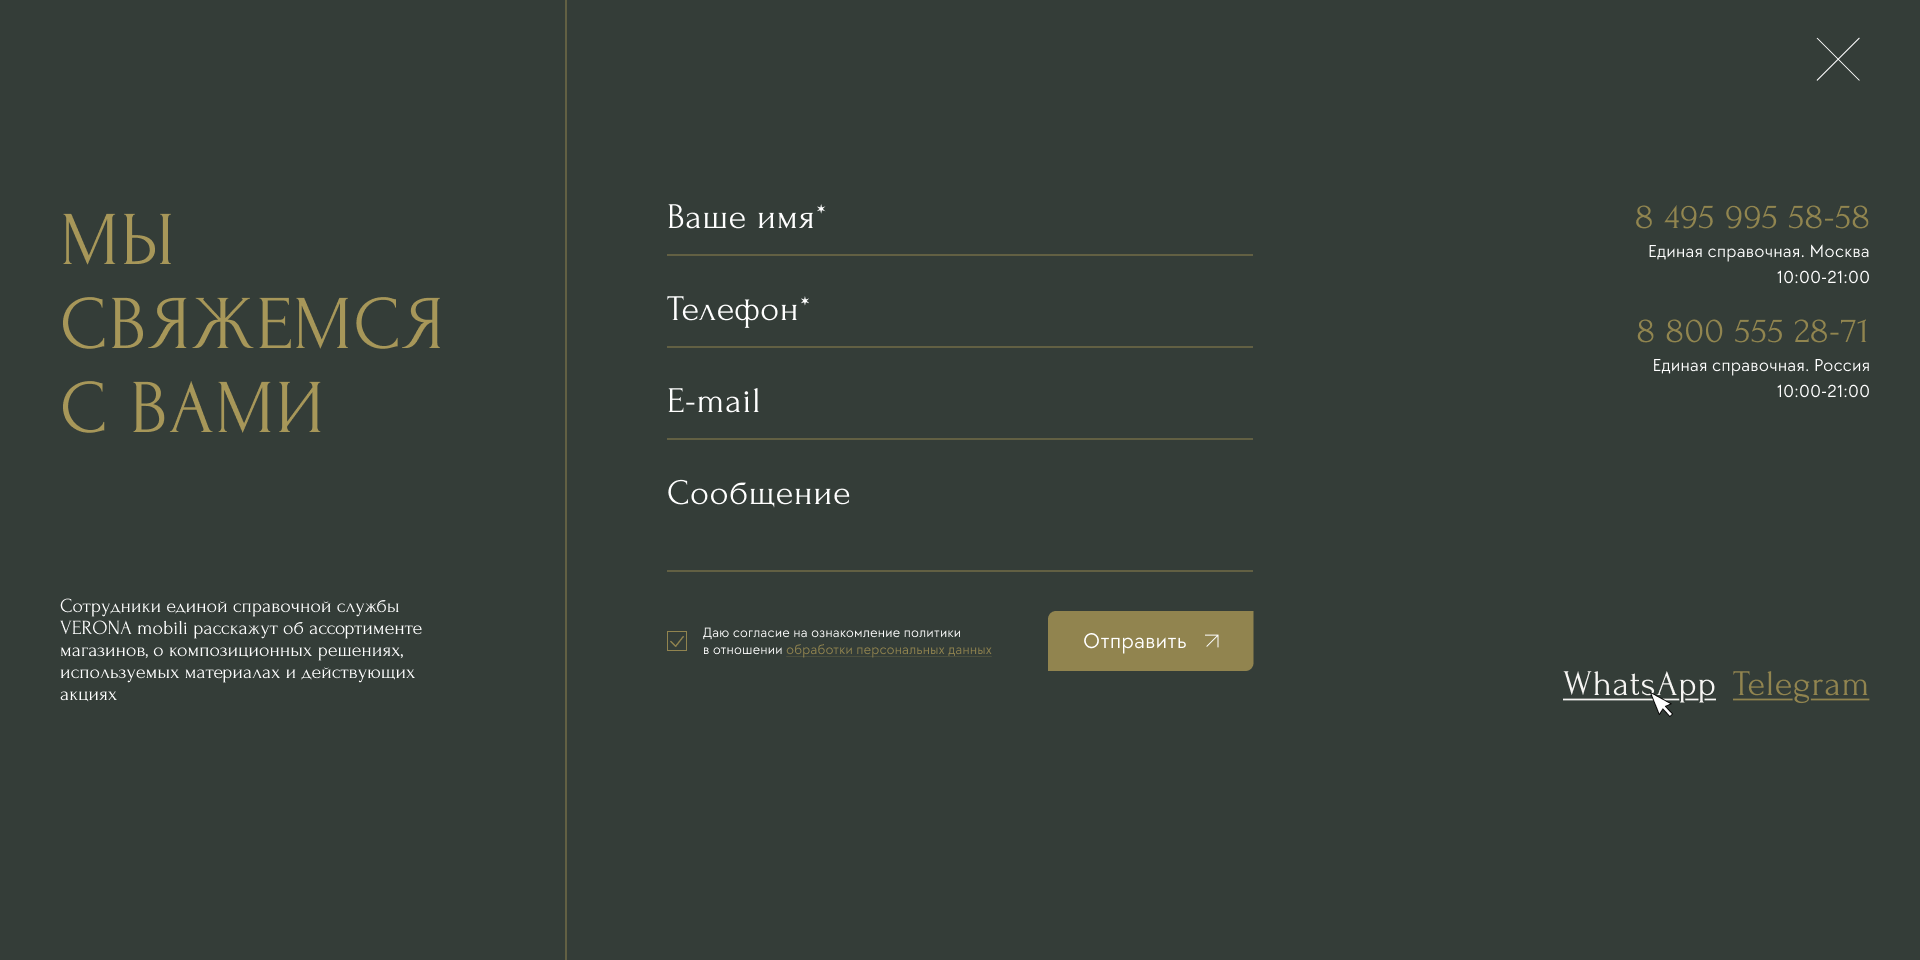 МЫ
СВЯЖЕМСЯ
С ВАМИ
Сотрудники единой справочной службы
VERONA mobili расскажут об ассортименте
магазинов, о композиционных решениях,
используемых материалах и действующих
акциях
Ваше имя*
Телефон*
E-mail
Сообщение
Даю согласие на ознакомление политики
в отношении обработки персональных данных
Отправить
8 495 995 58-58
Единая справочная. Москва
10:00-21:00
8 800 555 28-71
Единая справочная. Россия
10:00-21:00
WhatsApp Telegram